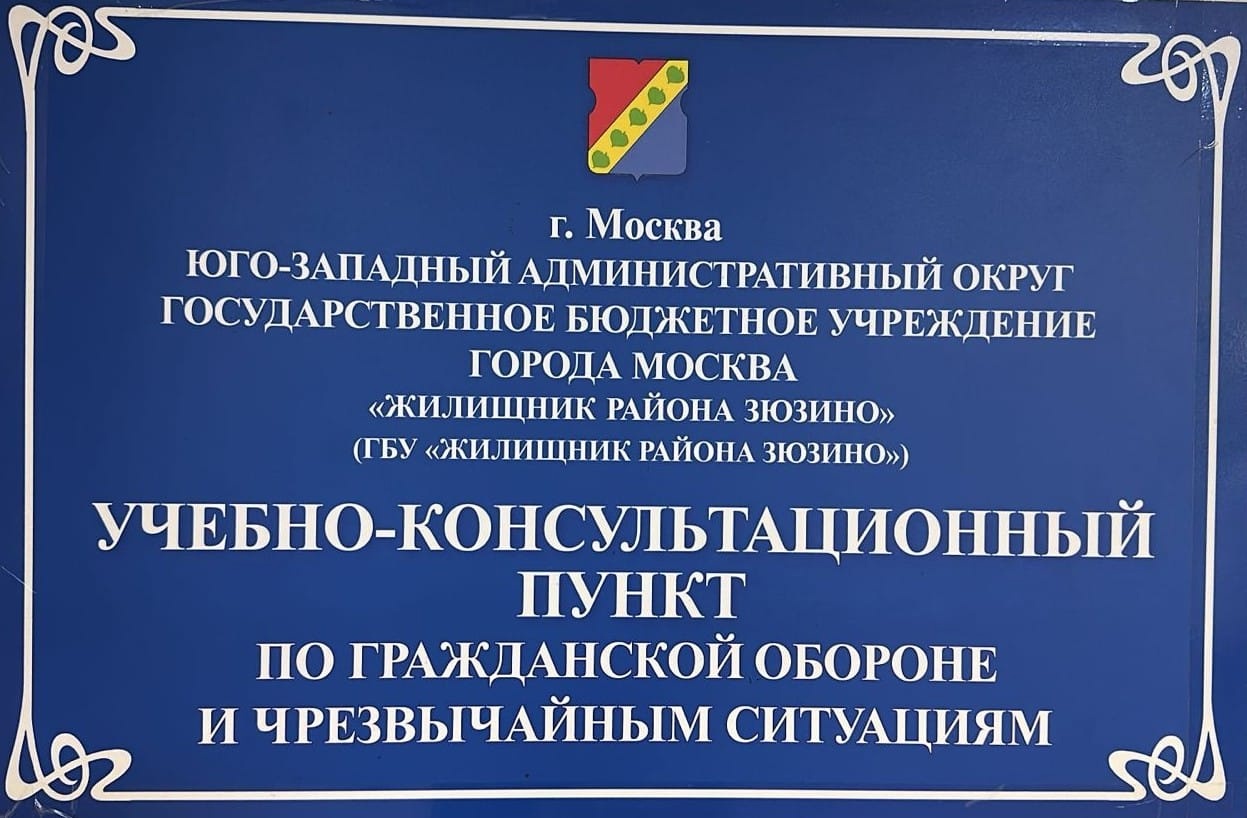 г. Москва
ЮГО-ЗАПАДНЫЙ АДМИНИСТРАТИВНЫЙ ОКРУГ
ГОСУДАРСТВЕННОЕ БЮДЖЕТНОЕ УЧРЕЖДЕНИЕ
ГОРОДА МОСКВА
«ЖИЛИЩНИК РАЙОНА ЗЮЗИНО»
(ГБУ «ЖИЛИЩНИК РАЙОНА ЗЮЗИНО»)
УЧЕБНО-КОНСУЛЬТАЦИОННЫЙ
ПУНКТ
ПО ГРАЖДАНСКОЙ ОБОРОНЕ
И ЧРЕЗВЫЧАЙНЫМ СИТУАЦИЯМ